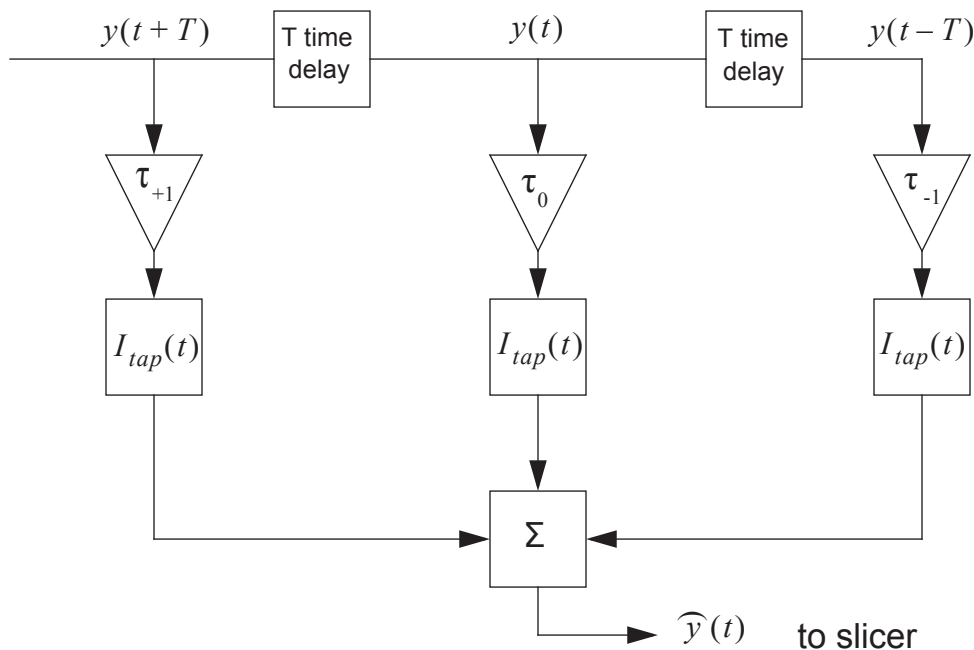 y(t + T)
T time
delay
y(t)
T time
delay
y(t – T)
τ+1
τ0
τ-1
Itap(t)
Itap(t)
Itap(t)
Σ
ŷ(t)
to slicer